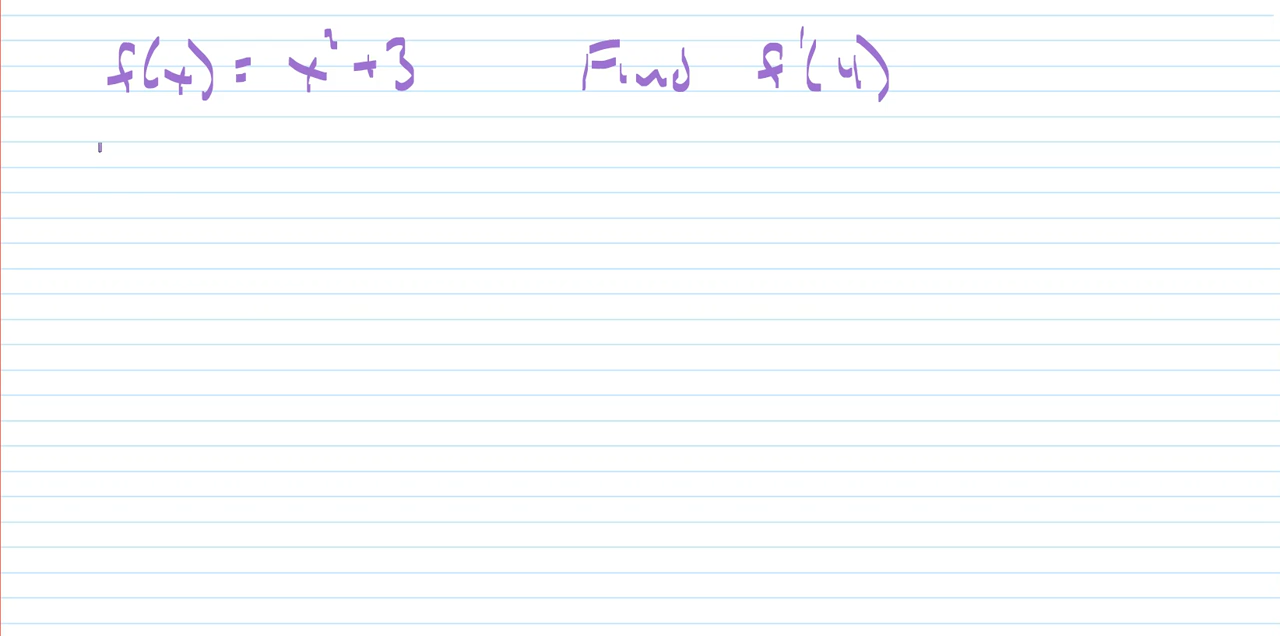 f(x) = x² + 3 Find f'(4)